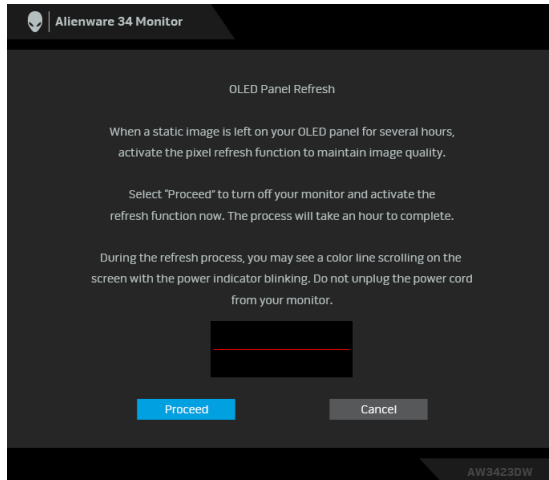 Alienware 34 Monitor
OLED Panel Refresh
When a static image is left on your OLED panel for several hours,
activate the pixel refresh function to maintain image quality.
Select "Proceed" to turn off your monitor and activate the
refresh function now. The process will take an hour to complete.
During the refresh process, you may see a color line scrolling on the
screen with the power indicator blinking. Do not unplug the power cord
from your monitor.
Proceed
Cancel
AW3423DW